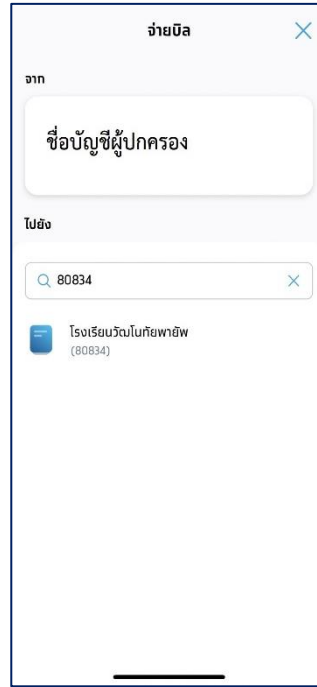 จ่ายบิล
จาก
ชื่อบัญชีผู้ปกครอง
ไปยัง
80834
โรงเรียนวัฒโนทัยพายัพ
(80834)